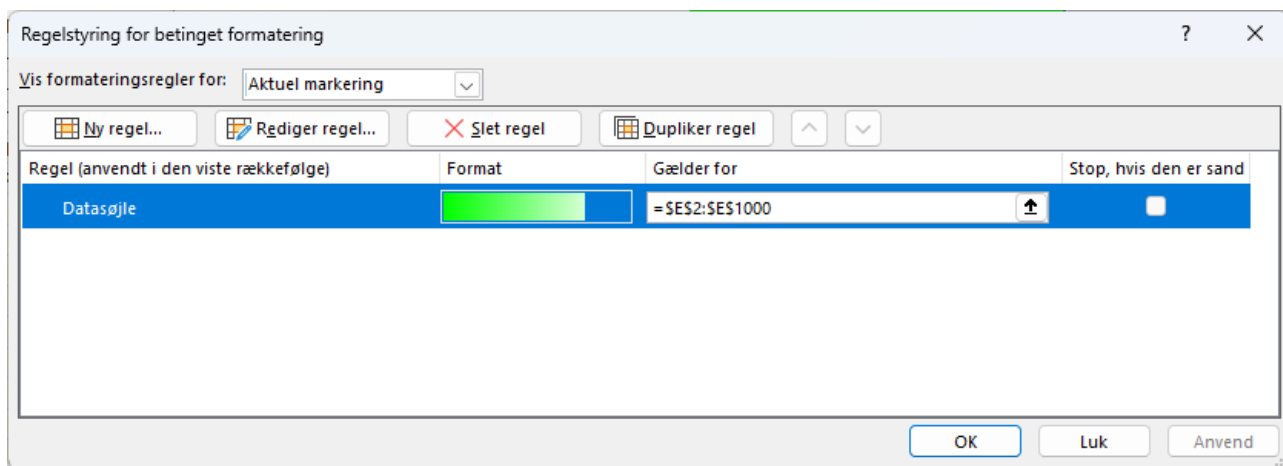 Regelstyring for betinget formatering
?
Vis formateringsregler for: Aktuel markering
Ny regel... Rediger regel... Slet regel Dupliker regel
Regel (anvendt i den viste rækkefølge) Format Gælder for Stop, hvis den er sand
Datasøjle =$E$2:$E$1000
OK Luk Anvend